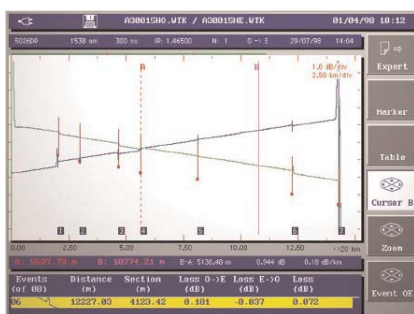 A3001SHO.WTK / A3001SHE.WTK 01/04/98 10:12
5026DR 1538 nm 300 ns IR: 1.46500 N: 1 O -> E 29/07/98 14:04
1.0 dB/div
2.50 km/div
A B
1 2 3 4 5 6 7
0.00 2.50 5.00 7.50 10.00 12.50 20 km
A: 5637.73 m B: 10774.21 m B-A: 5136.48 m 0.944 dB 0.18 dB/km
Events Distance Section Loss O->E Loss E->O Loss
(of 08) (m) (m) (dB) (dB) (dB)
06 12227.03 4123.42 0.181 -0.037 0.072
Expert
Marker
Table
Cursor B
Zoom
Event OE